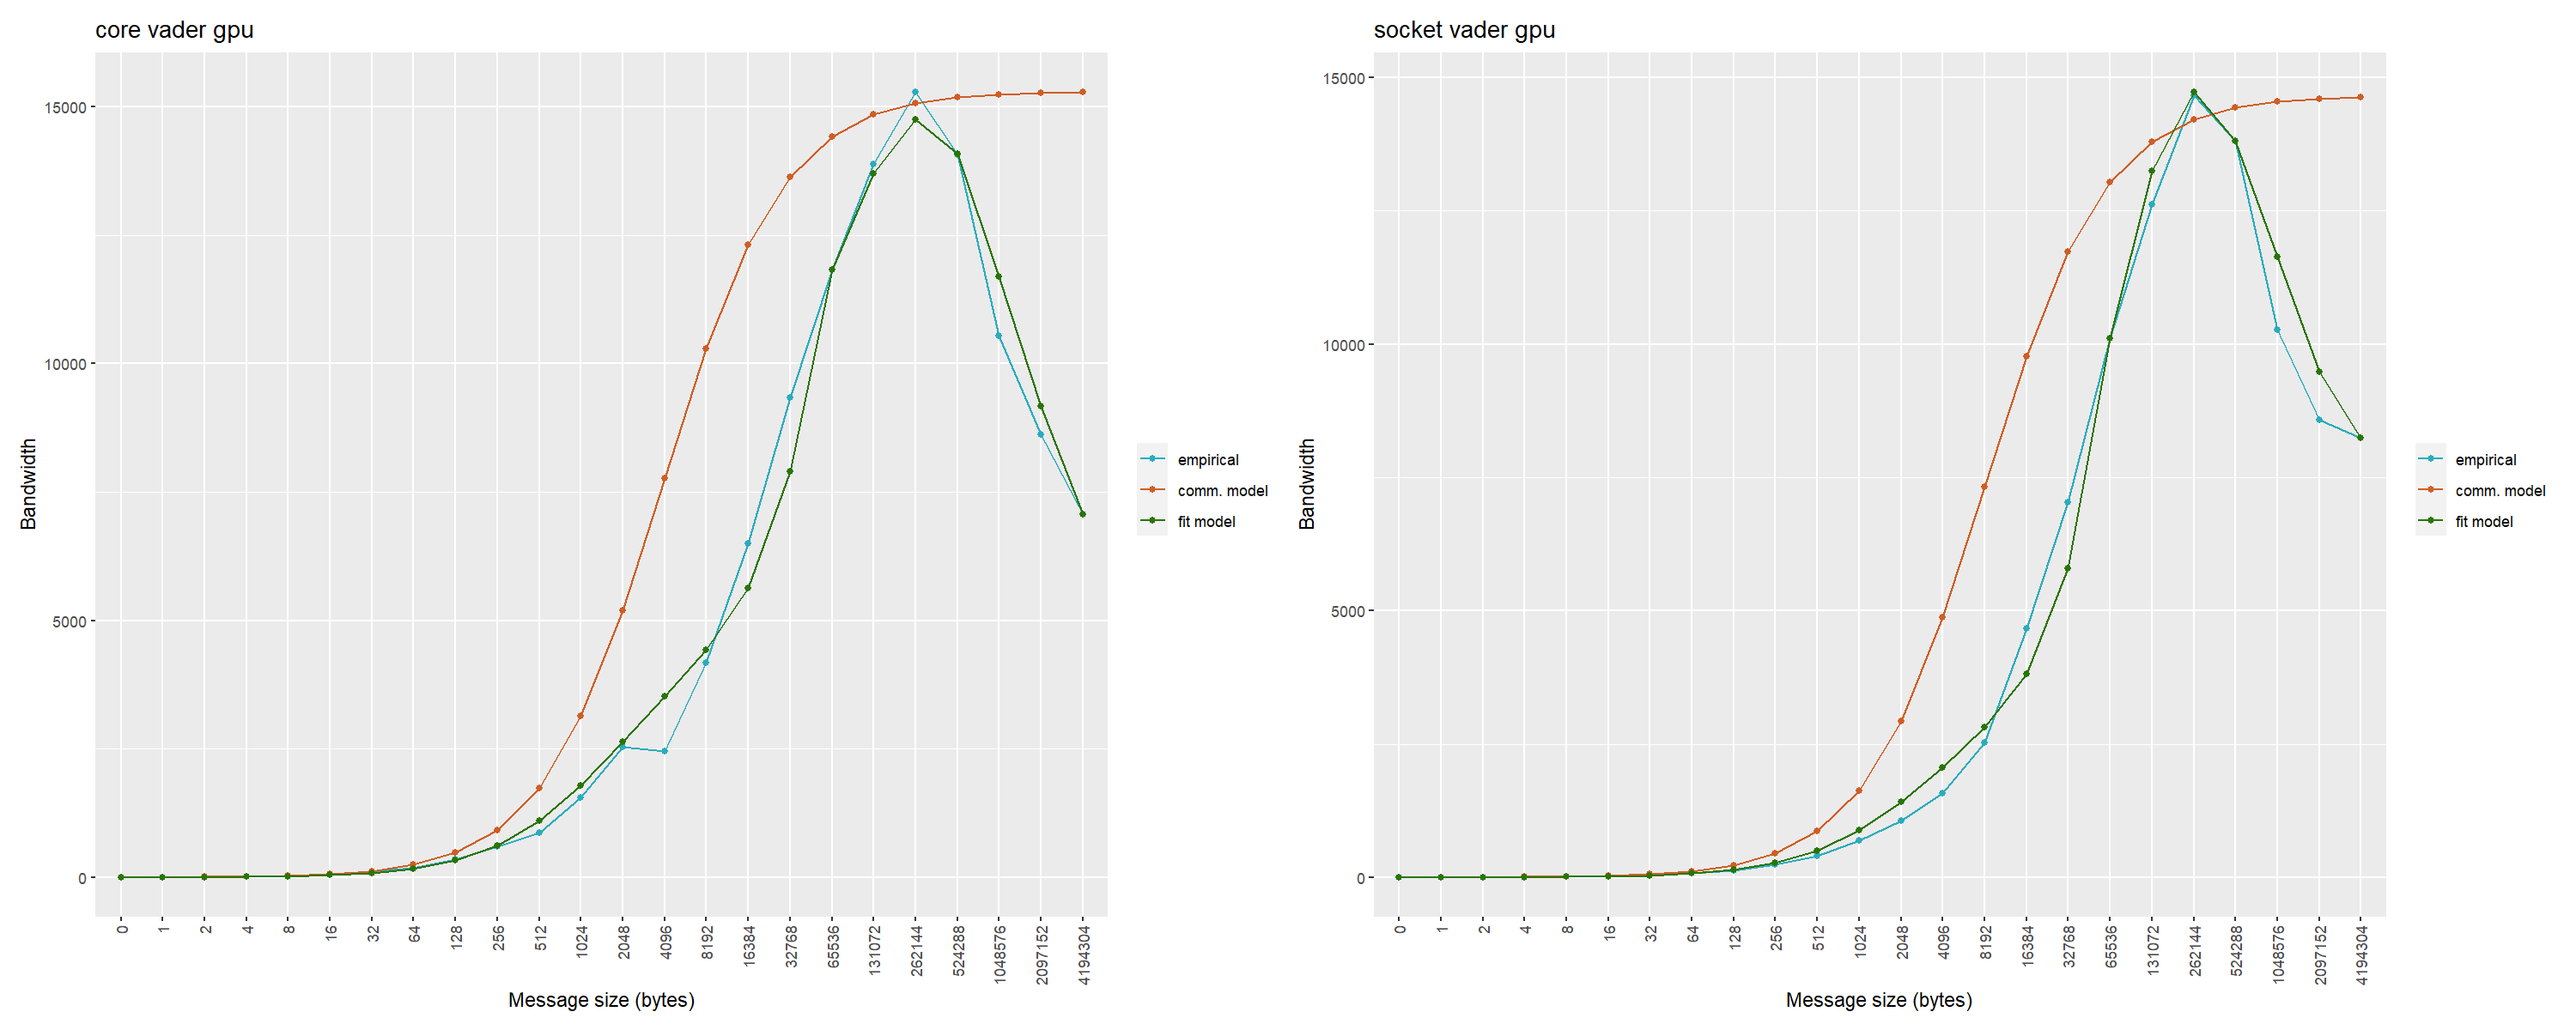 core vader gpu
15000
10000
5000
0
Bandwidth
0 1 2 4 8 16 32 64 128 256 512 1024 2048 4096 8192 16384 32768 65536 131072 262144 524288 1048576 2097152 4194304
Message size (bytes)
empirical
comm. model
fit model
socket vader gpu
15000
10000
5000
0
Bandwidth
0 1 2 4 8 16 32 64 128 256 512 1024 2048 4096 8192 16384 32768 65536 131072 262144 524288 1048576 2097152 4194304
Message size (bytes)
empirical
comm. model
fit model